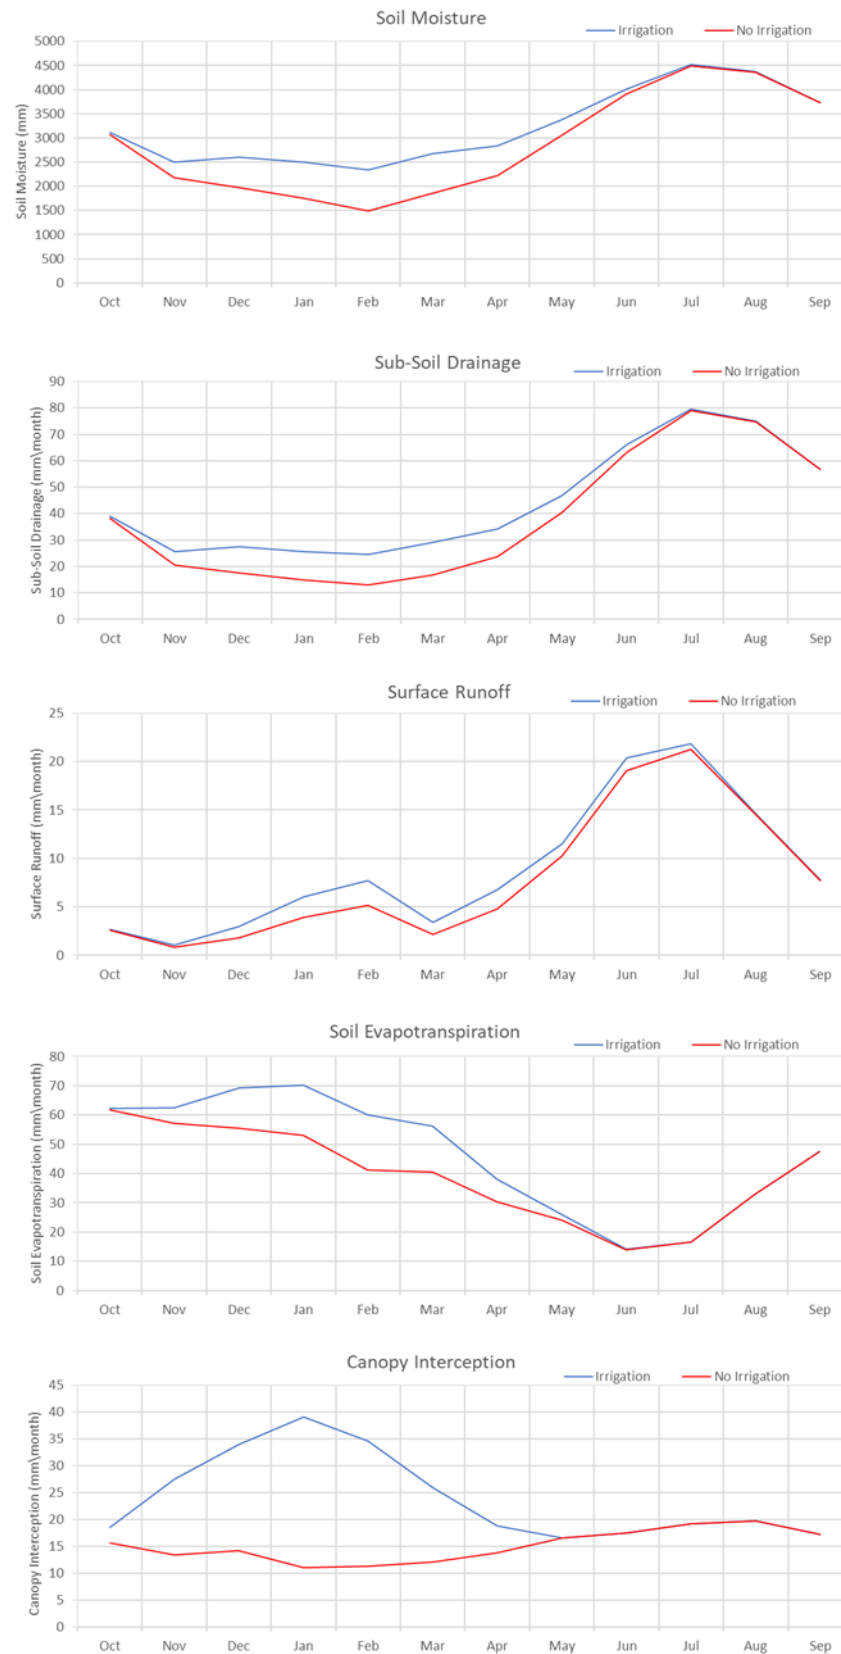 Soil Moisture
Irrigation No Irrigation
Soil Moisture (mm)
5000
4500
4000
3500
3000
2500
2000
1500
1000
500
0
Oct Nov Dec Jan Feb Mar Apr May Jun Jul Aug Sep
Sub-Soil Drainage
Irrigation No Irrigation
Sub-Soil Drainage (mm\month)
90
80
70
60
50
40
30
20
10
0
Oct Nov Dec Jan Feb Mar Apr May Jun Jul Aug Sep
Surface Runoff
Irrigation No Irrigation
Surface Runoff (mm\month)
25
20
15
10
5
0
Oct Nov Dec Jan Feb Mar Apr May Jun Jul Aug Sep
Soil Evapotranspiration
Irrigation No Irrigation
Soil Evapotranspiration (mm\month)
80
70
60
50
40
30
20
10
0
Oct Nov Dec Jan Feb Mar Apr May Jun Jul Aug Sep
Canopy Interception
Irrigation No Irrigation
Canopy Interception (mm\month)
45
40
35
30
25
20
15
10
5
0
Oct Nov Dec Jan Feb Mar Apr May Jun Jul Aug Sep